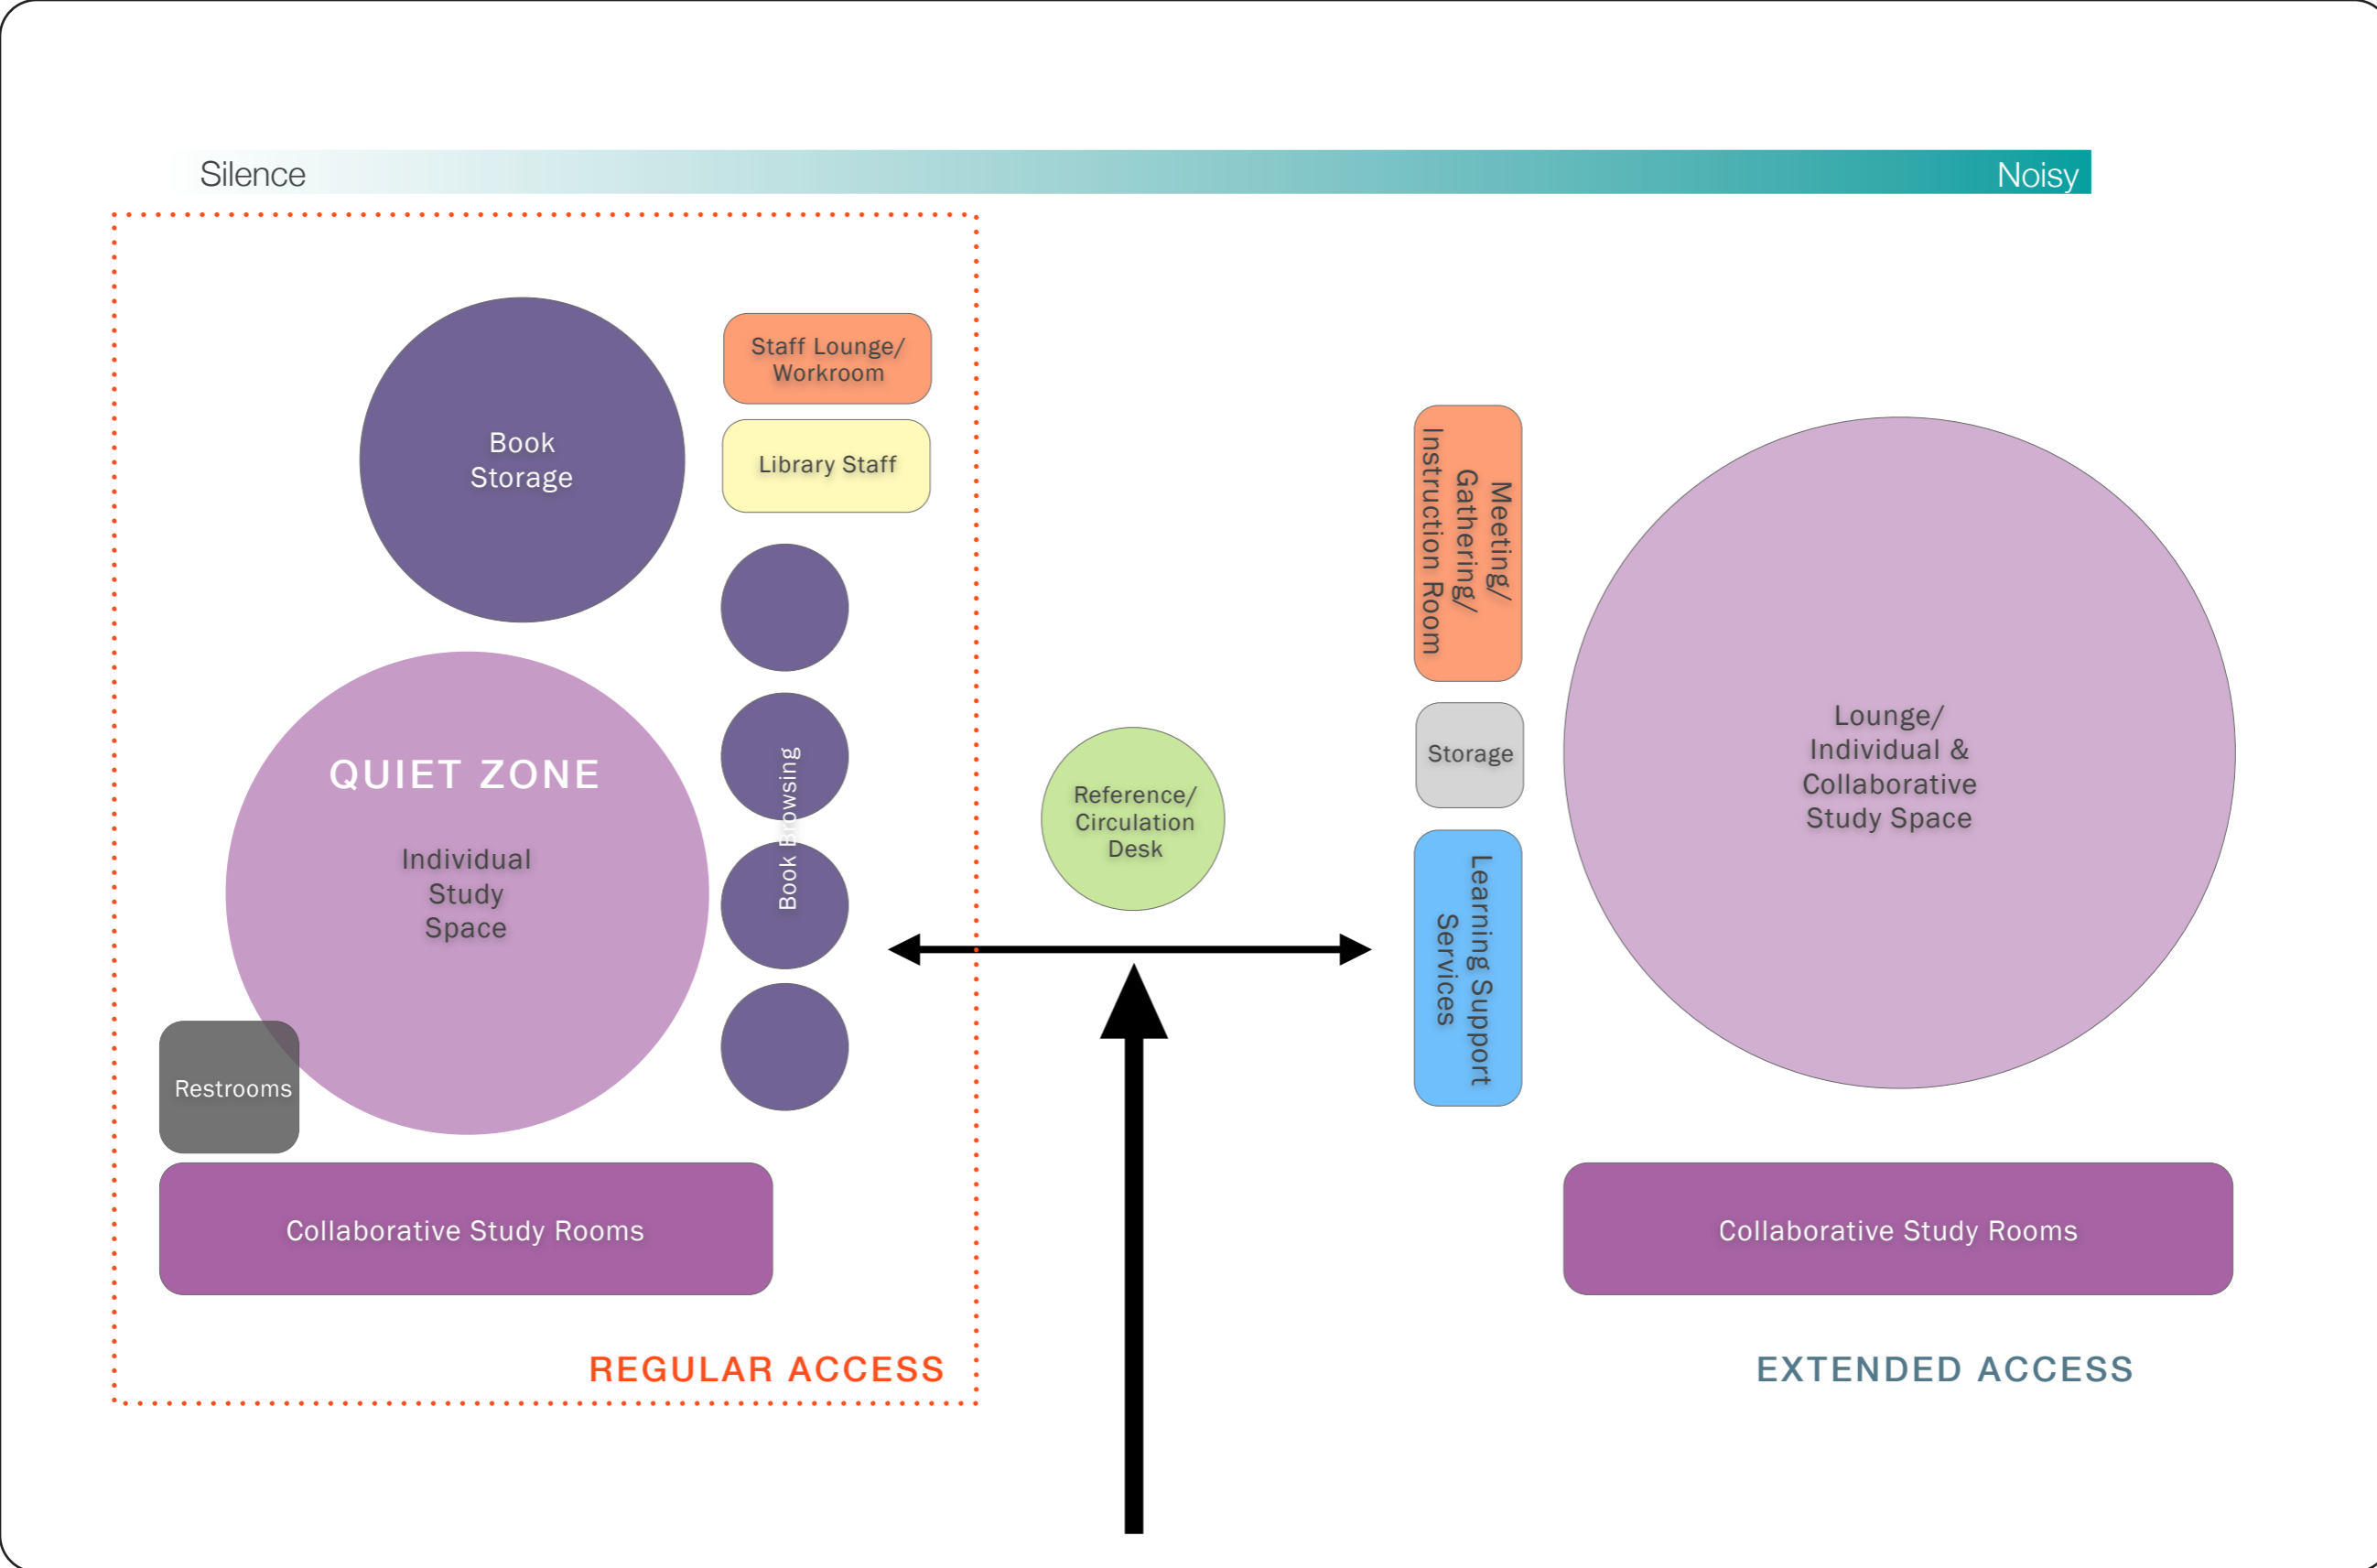 Silence
Noisy
Book
Storage
Staff Lounge/
Workroom
Library Staff
QUIET ZONE
Individual
Study
Space
Book Browsing
Restrooms
Collaborative Study Rooms
REGULAR ACCESS
Reference/
Circulation
Desk
Meeting/
Gathering/
Instruction Room
Storage
Learning Support
Services
Lounge/
Individual &
Collaborative
Study Space
Collaborative Study Rooms
EXTENDED ACCESS